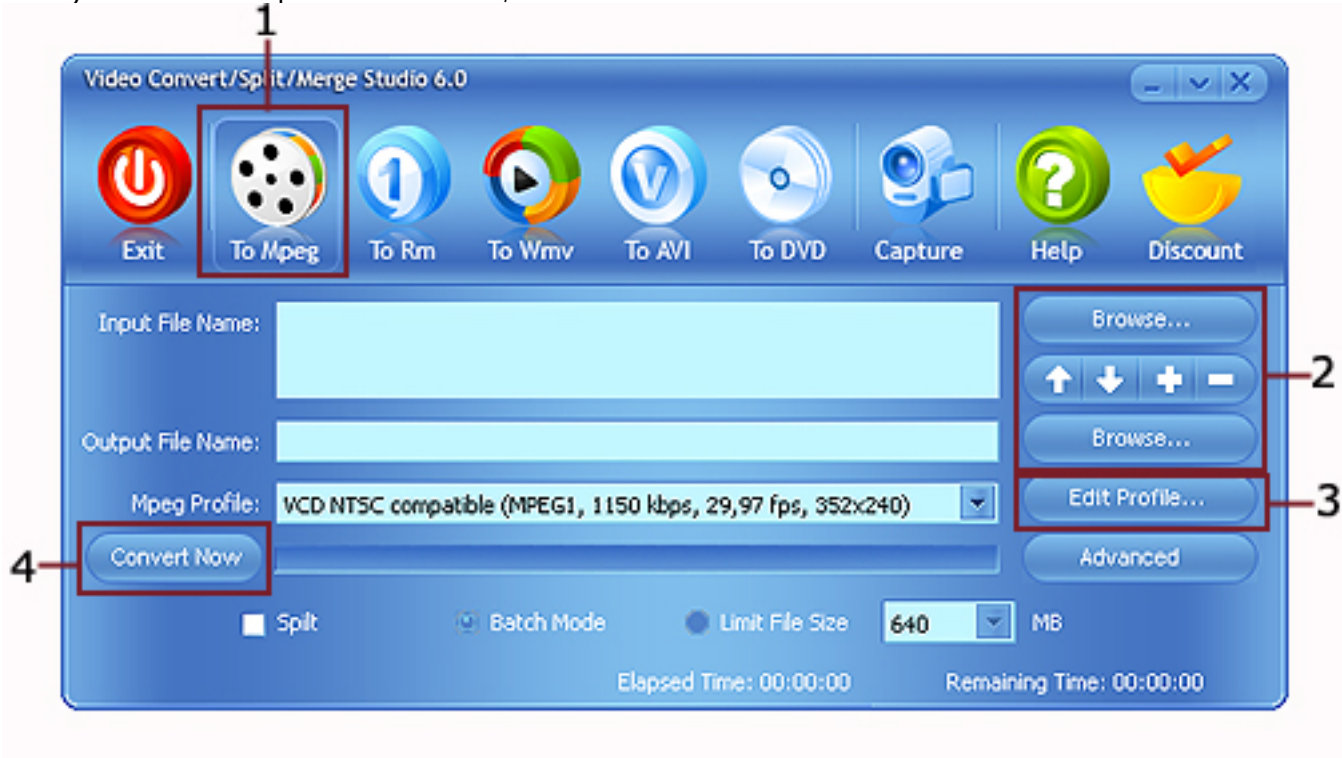 1
Video Convert/Split/Merge Studio 6.0
Exit To Mpeg To Rm To Wmv To AVI To DVD Capture Help Discount
Input File Name: Browse...
2
Output File Name: Browse...
Mpeg Profile: VCD NTSC compatible (MPEG1, 1150 kbps, 29,97 fps, 352x240) Edit Profile... 3
4 Convert Now Advanced
Spilt Batch Mode Limit File Size 640 MB
Elapsed Time: 00:00:00 Remaining Time: 00:00:00